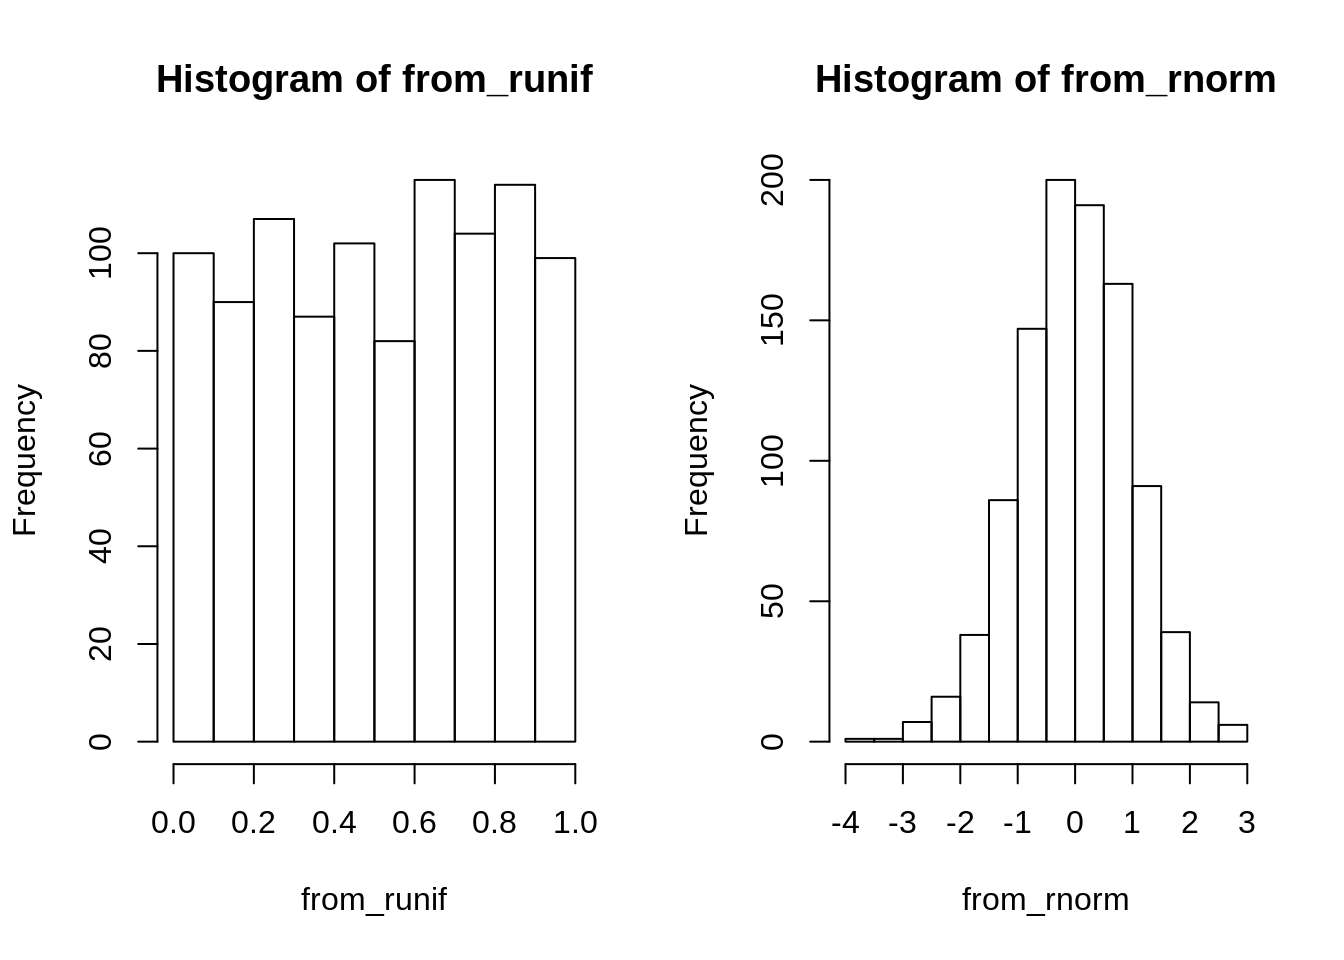 Histogram of from_runif
Frequency
100
80
60
40
20
0
0.0 0.2 0.4 0.6 0.8 1.0
from_runif
Histogram of from_rnorm
Frequency
200
150
100
50
0
-4 -3 -2 -1 0 1 2 3
from_rnorm